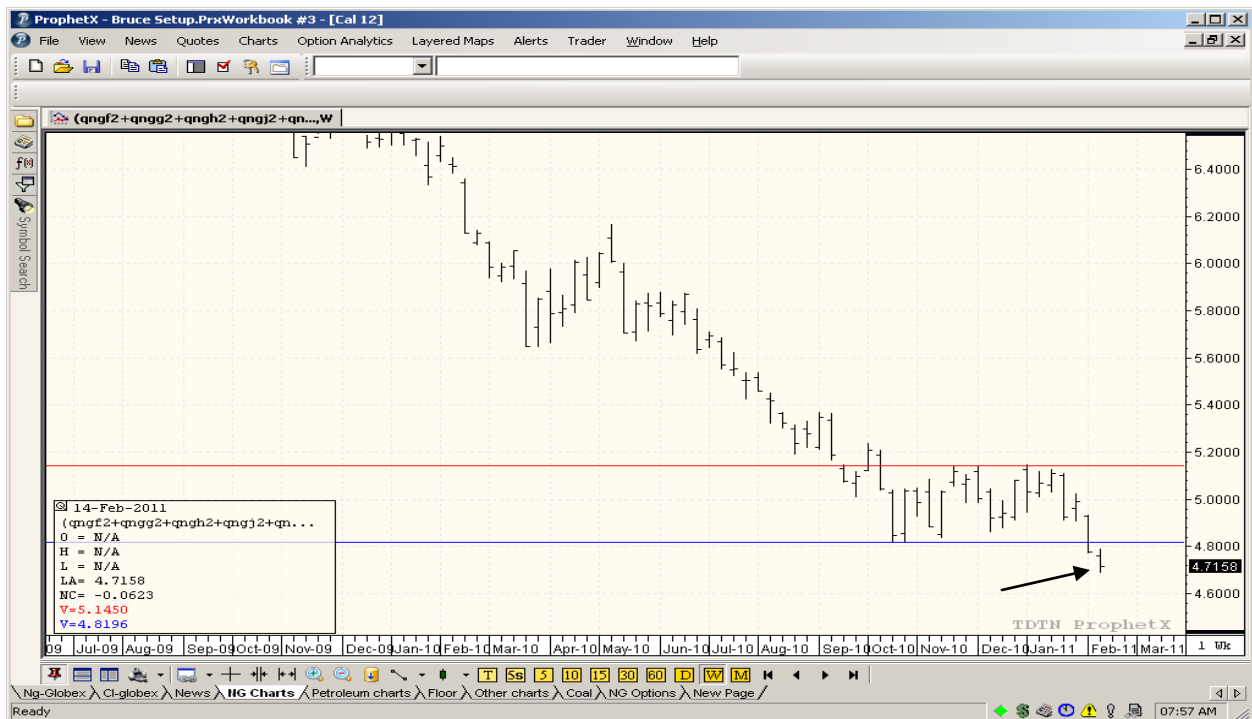 ProphetX - Bruce Setup.PrxWorkbook #3 - [Cal 12]
File View News Quotes Charts Option Analytics Layered Maps Alerts Trader Window Help
(qngf2+qngg2+qngh2+qngj2+qn...,W
Symbol Search
6.4000
6.2000
6.0000
5.8000
5.6000
5.4000
5.2000
5.0000
4.8000
4.7158
4.6000
14-Feb-2011
(qngf2+qngg2+qngh2+qngj2+qn...
O = N/A
H = N/A
L = N/A
LA= 4.7158
NC= -0.0623
V=5.1450
V=4.8196
TDTN ProphetX
09 Jul-09 Aug-09 Sep-09 Oct-09 Nov-09 Dec-09 Jan-10 Feb-10 Mar-10 Apr-10 May-10 Jun-10 Jul-10 Aug-10 Sep-10 Oct-10 Nov-10 Dec-10 Jan-11 Feb-11 Mar-11 1 Wk
T Ss 5 10 15 30 60 D W M
Ng-Globex Cl-globex News NG Charts Petroleum charts Floor Other charts Coal NG Options New Page
Ready 07:57 AM